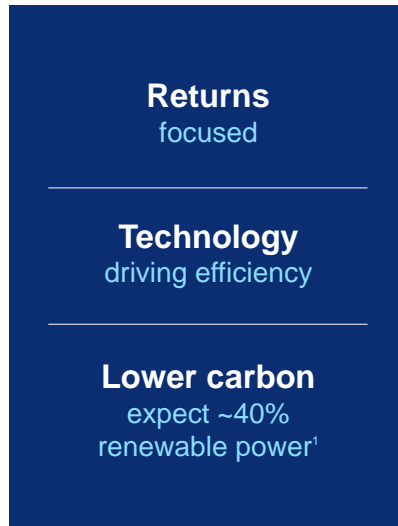 Returns
focused
Technology
driving efficiency
Lower carbon
expect ~40%
renewable power¹